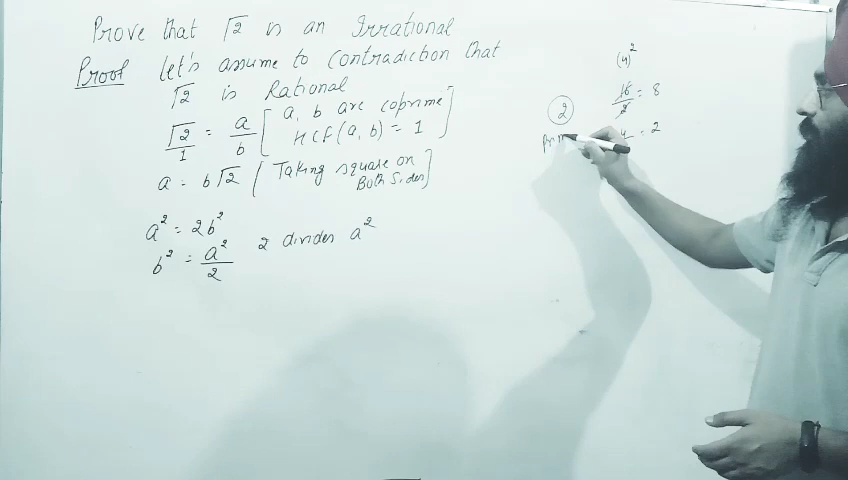 Prove that √2 is an Irrational
Proof Let's assume to contradiction that
√2 is Rational
√2/1 = a/b [a, b are coprime
HCF(a, b) = 1]
a = b√2 [Taking square on
Both Sides]
a² = 2b²
b² = a²/2 2 divides a²
(4)²
16/2 = 8
= 2
2